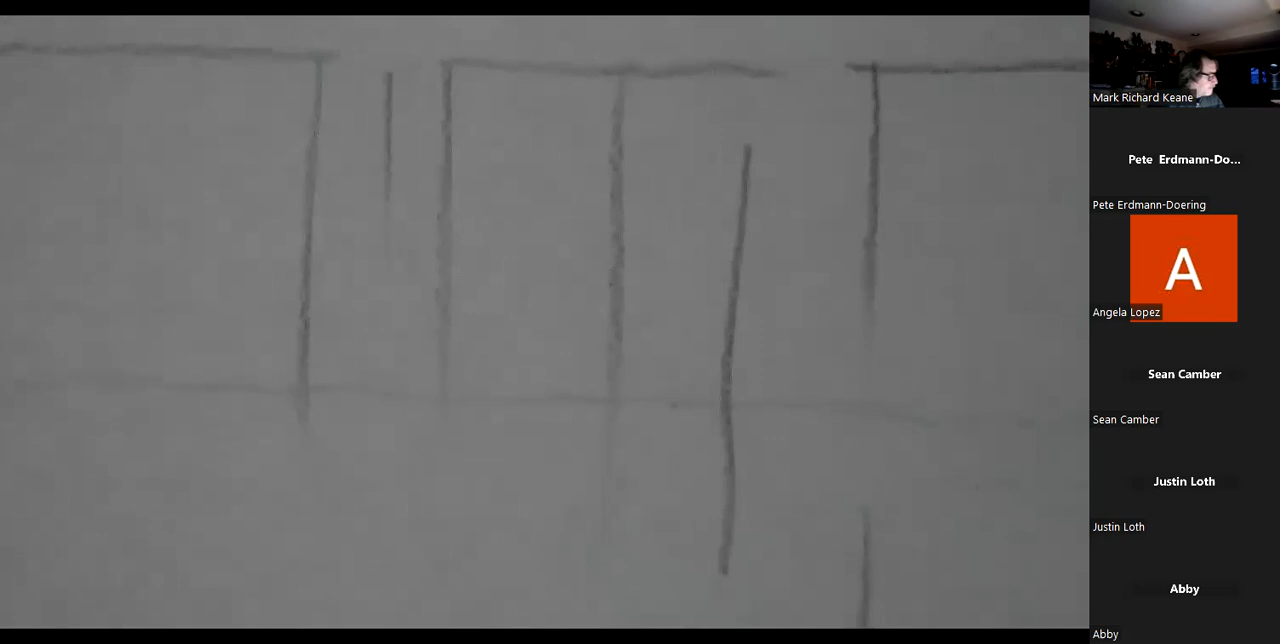 Mark Richard Keane
Pete Erdmann-Do...
Pete Erdmann-Doering
A
Angela Lopez
Sean Camber
Sean Camber
Justin Loth
Justin Loth
Abby
Abby